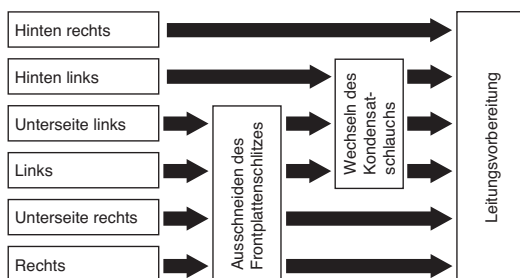 Hinten rechts
Hinten links
Unterseite links
Links
Unterseite rechts
Rechts
Ausschneiden des
Frontplattenschlitzes
Wechseln des
Kondensat-
schlauchs
Leitungsvorbereitung